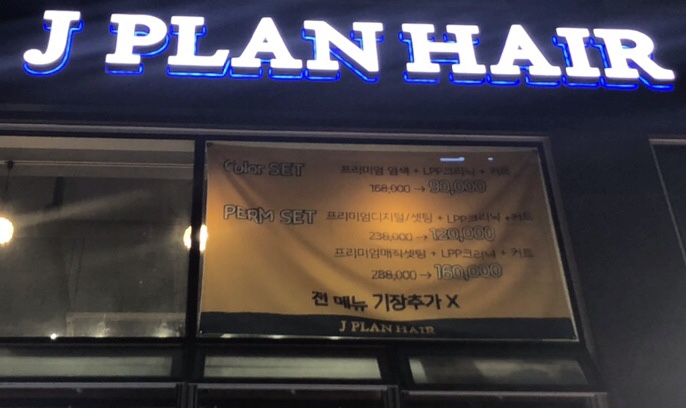 J PLAN HAIR
Color SET 프리미엄 염색 + LPP크리닉 + 커트
168,000 → 90,000
PERM SET 프리미엄디지털/셋팅 + LPP크리닉 +커트
238,000 → 120,000
프리미엄매직셋팅 + LPP크리닉 + 커트
288,000 → 160,000
전 메뉴 기장추가 X
J PLAN HAIR